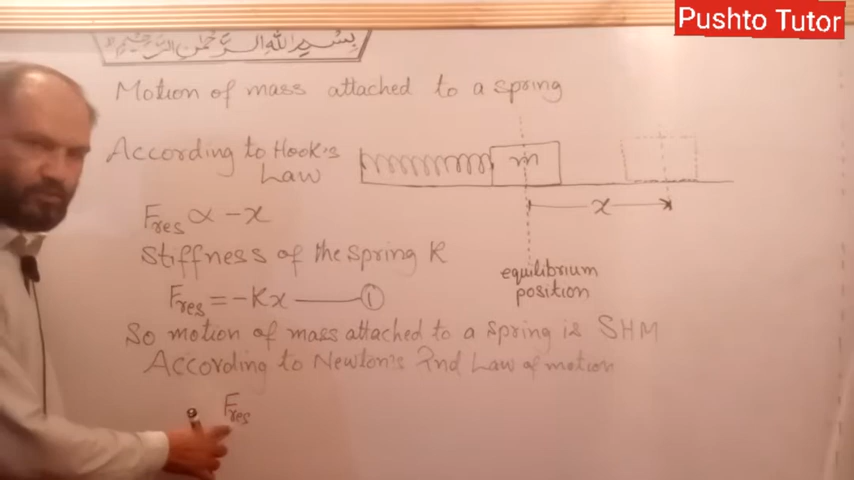 Pushto Tutor
بسم الله الرحمن الرحيم
Motion of mass attached to a spring
According to Hook's
Law
m
x
Fres ∝ -x
Stiffness of the spring K
equilibrium
position
Fres = -Kx ——— ①
So motion of mass attached to a spring is SHM
According to Newton's 2nd Law of motion
Fres